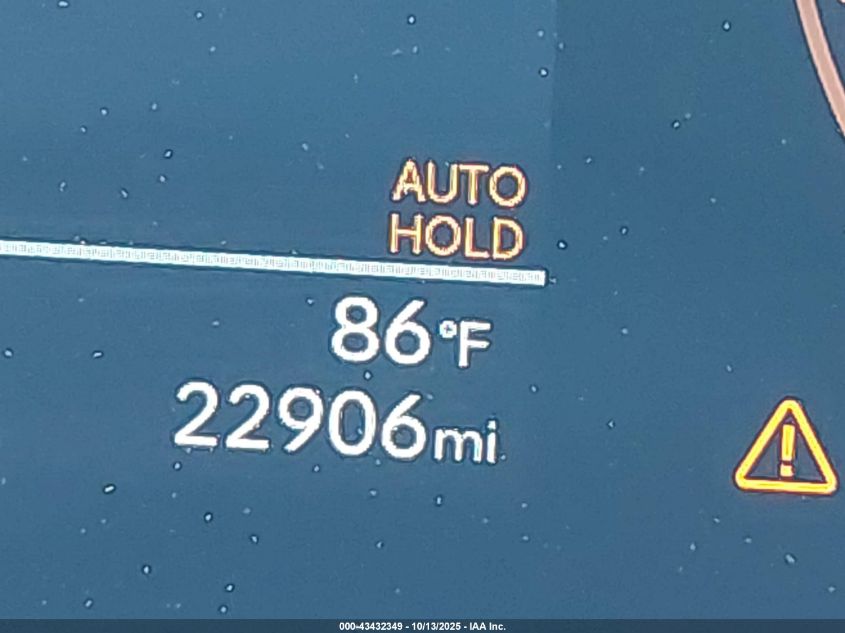 AUTO
HOLD
86°F
22906mi
000-43432349 - 10/13/2025 - IAA Inc.